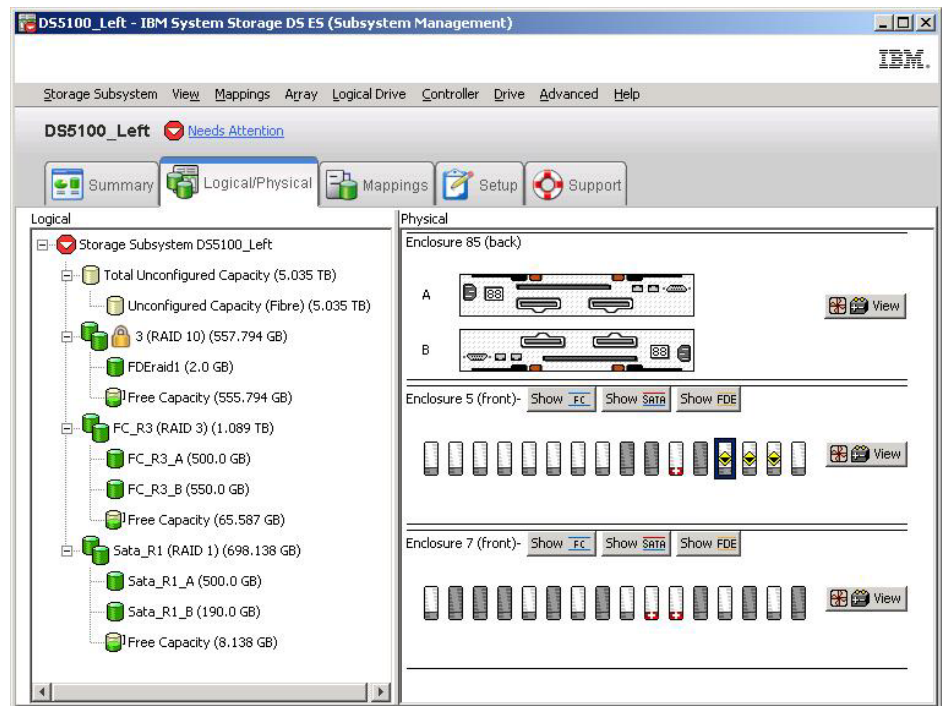 DS5100_Left - IBM System Storage DS ES (Subsystem Management)
IBM.
Storage Subsystem View Mappings Array Logical Drive Controller Drive Advanced Help
DS5100_Left Needs Attention
Summary Logical/Physical Mappings Setup Support
Logical
Storage Subsystem DS5100_Left
Total Unconfigured Capacity (5.035 TB)
Unconfigured Capacity (Fibre) (5.035 TB)
3 (RAID 10) (557.794 GB)
FDEraid1 (2.0 GB)
Free Capacity (555.794 GB)
FC_R3 (RAID 3) (1.089 TB)
FC_R3_A (500.0 GB)
FC_R3_B (550.0 GB)
Free Capacity (65.587 GB)
Sata_R1 (RAID 1) (698.138 GB)
Sata_R1_A (500.0 GB)
Sata_R1_B (190.0 GB)
Free Capacity (8.138 GB)
Physical
Enclosure 85 (back)
A 88 View
B 88
Enclosure 5 (front)- Show FC Show SATA Show FDE
View
Enclosure 7 (front)- Show FC Show SATA Show FDE
View